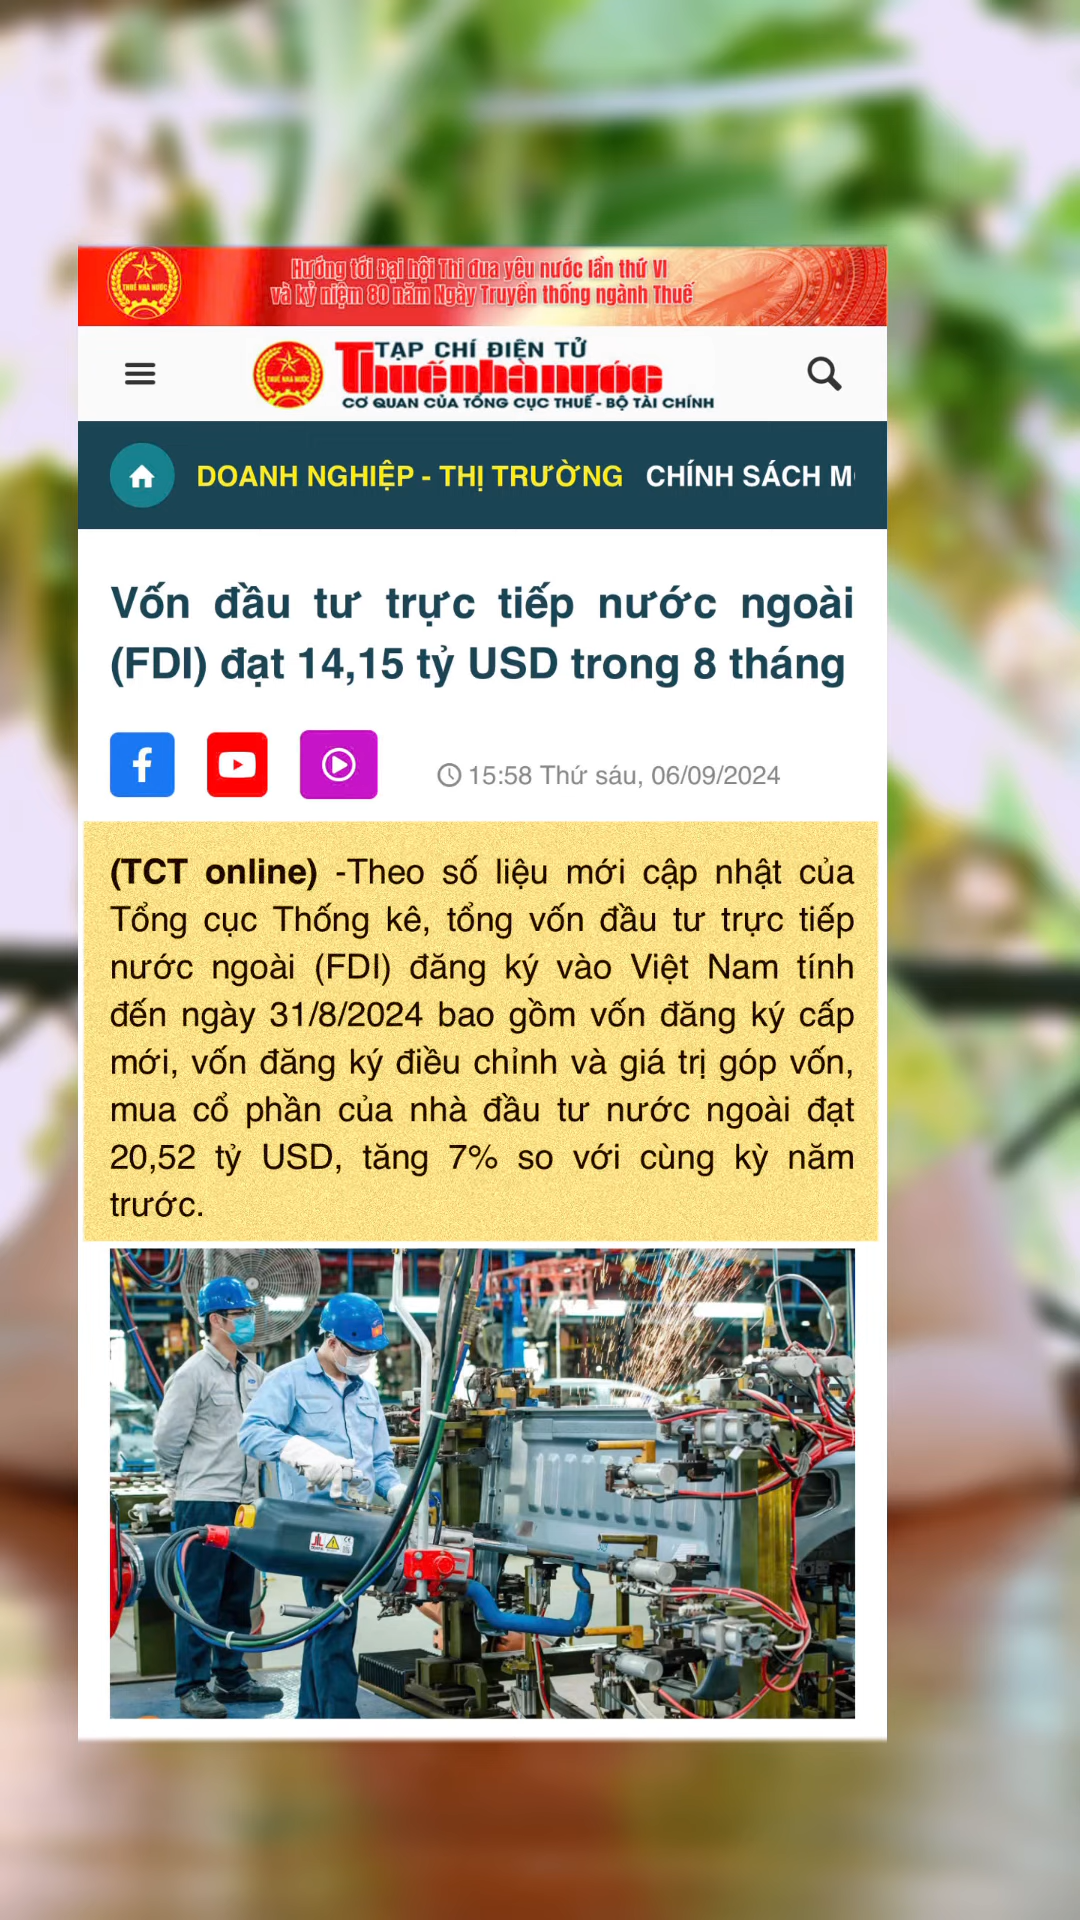 Hướng tới Đại hội Thi đua yêu nước lần thứ VI
và kỷ niệm 80 năm Ngày Truyền thống ngành Thuế
THUẾ NHÀ NƯỚC
TẠP CHÍ ĐIỆN TỬ
Thuế nhà nước
CƠ QUAN CỦA TỔNG CỤC THUẾ - BỘ TÀI CHÍNH
THUẾ NHÀ NƯỚC
DOANH NGHIỆP - THỊ TRƯỜNG CHÍNH SÁCH
Vốn đầu tư trực tiếp nước ngoài
(FDI) đạt 14,15 tỷ USD trong 8 tháng
15:58 Thứ sáu, 06/09/2024
(TCT online) -Theo số liệu mới cập nhật của
Tổng cục Thống kê, tổng vốn đầu tư trực tiếp
nước ngoài (FDI) đăng ký vào Việt Nam tính
đến ngày 31/8/2024 bao gồm vốn đăng ký cấp
mới, vốn đăng ký điều chỉnh và giá trị góp vốn,
mua cổ phần của nhà đầu tư nước ngoài đạt
20,52 tỷ USD, tăng 7% so với cùng kỳ năm
trước.